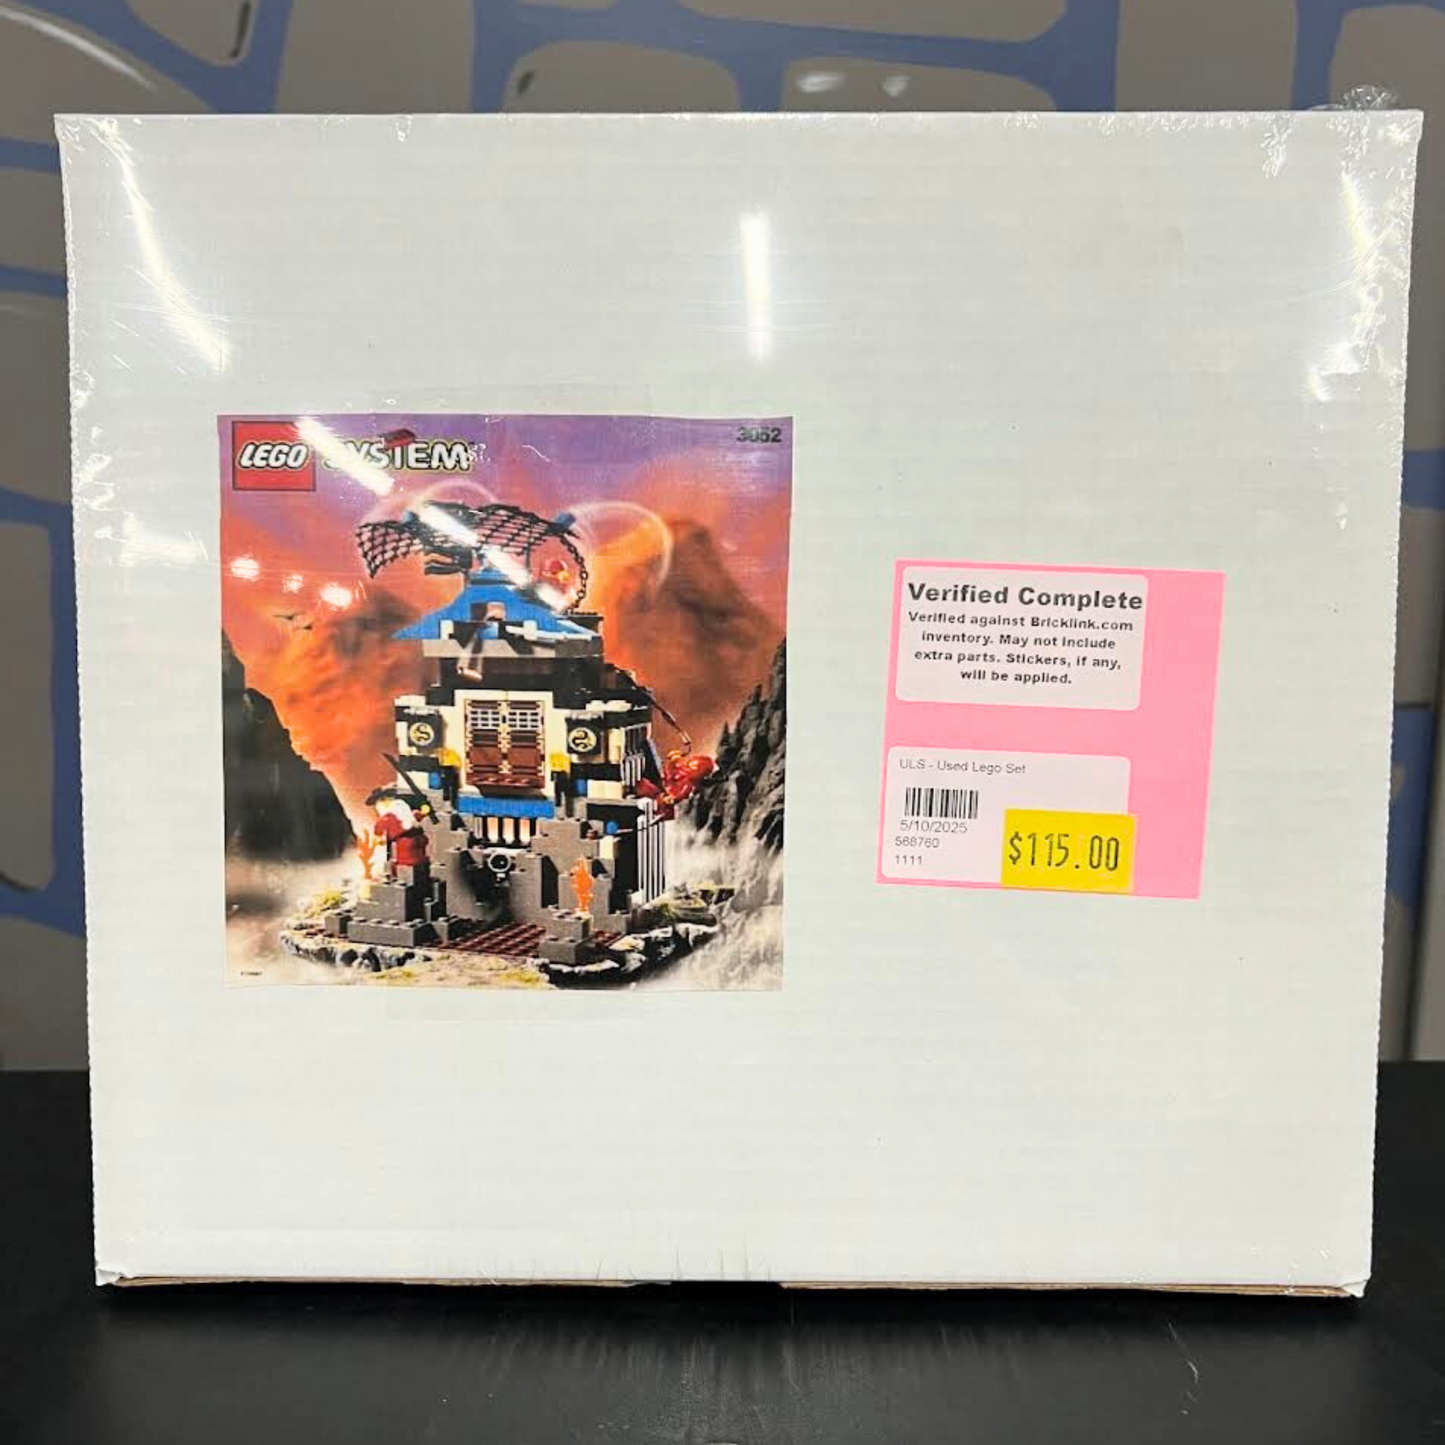 LEGO SYSTEM
3052
Verified Complete
Verified against Bricklink.com
inventory. May not include
extra parts. Stickers, if any,
will be applied.
ULS - Used Lego Set
5/10/2025
568760
1111
$115.00